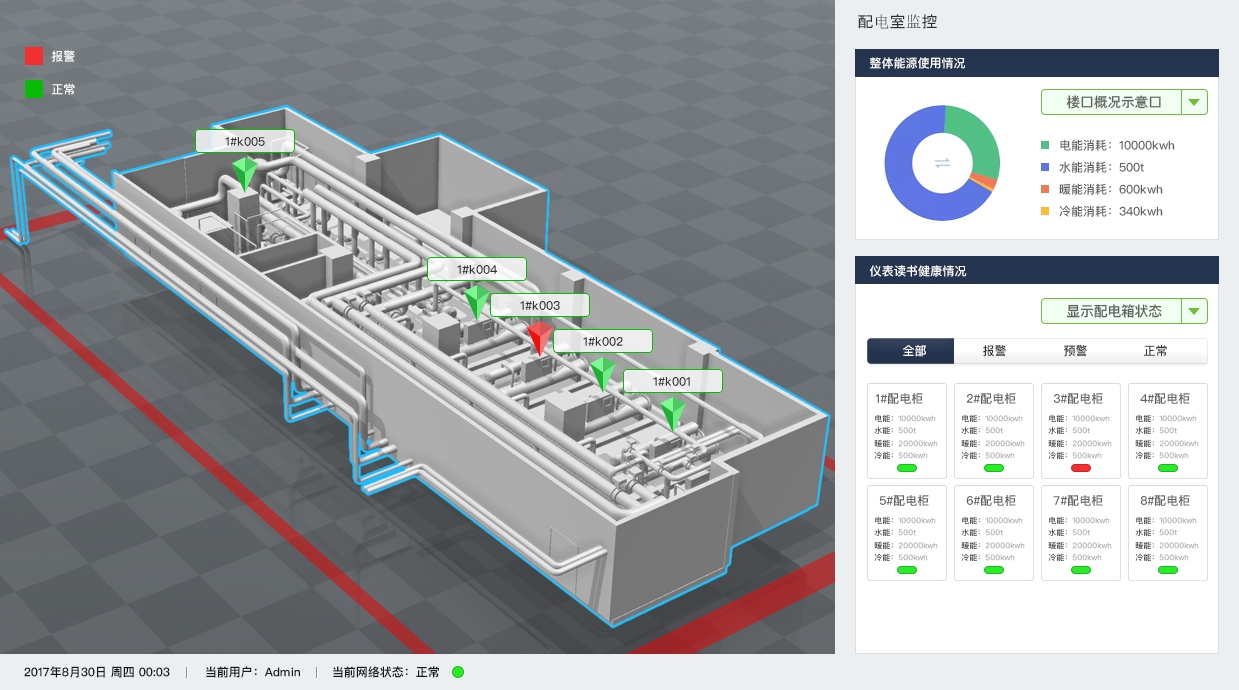 报警
正常
1#k005
1#k004
1#k003
1#k002
1#k001
配电室监控
整体能源使用情况
楼口概况示意口
电能消耗：10000kwh
水能消耗：500t
暖能消耗：600kwh
冷能消耗：340kwh
仪表读书健康情况
显示配电箱状态
全部 报警 预警 正常
1#配电柜
电能：10000kwh
水能：500t
暖能：20000kwh
冷能：500kwh
2#配电柜
电能：10000kwh
水能：500t
暖能：20000kwh
冷能：500kwh
3#配电柜
电能：10000kwh
水能：500t
暖能：20000kwh
冷能：500kwh
4#配电柜
电能：10000kwh
水能：500t
暖能：20000kwh
冷能：500kwh
5#配电柜
电能：10000kwh
水能：500t
暖能：20000kwh
冷能：500kwh
6#配电柜
电能：10000kwh
水能：500t
暖能：20000kwh
冷能：500kwh
7#配电柜
电能：10000kwh
水能：500t
暖能：20000kwh
冷能：500kwh
8#配电柜
电能：10000kwh
水能：500t
暖能：20000kwh
冷能：500kwh
2017年8月30日 周四 00:03 | 当前用户：Admin | 当前网络状态：正常